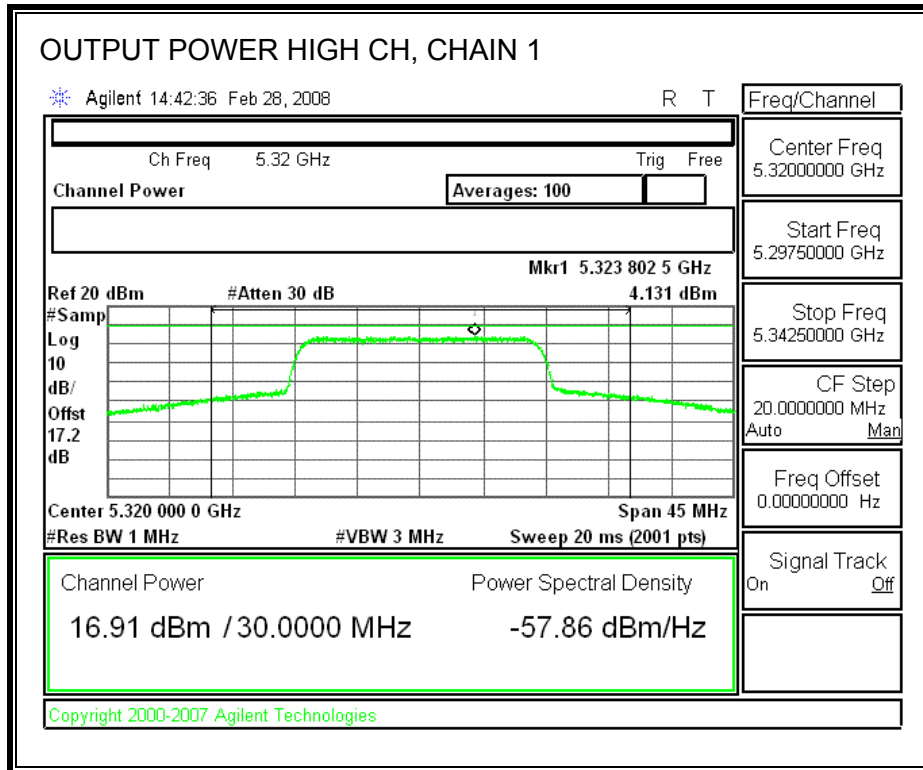 OUTPUT POWER HIGH CH, CHAIN 1
Agilent 14:42:36 Feb 28, 2008 R T
Freq/Channel
Ch Freq 5.32 GHz Trig Free
Channel Power Averages: 100
Mkr1 5.323 802 5 GHz
Ref 20 dBm #Atten 30 dB 4.131 dBm
#Samp
Log
10
dB/
Offst
17.2
dB
Center 5.320 000 0 GHz Span 45 MHz
#Res BW 1 MHz #VBW 3 MHz Sweep 20 ms (2001 pts)
Channel Power Power Spectral Density
16.91 dBm / 30.0000 MHz -57.86 dBm/Hz
Center Freq
5.32000000 GHz
Start Freq
5.29750000 GHz
Stop Freq
5.34250000 GHz
CF Step
20.0000000 MHz
Auto Man
Freq Offset
0.00000000 Hz
Signal Track
On Off
Copyright 2000-2007 Agilent Technologies